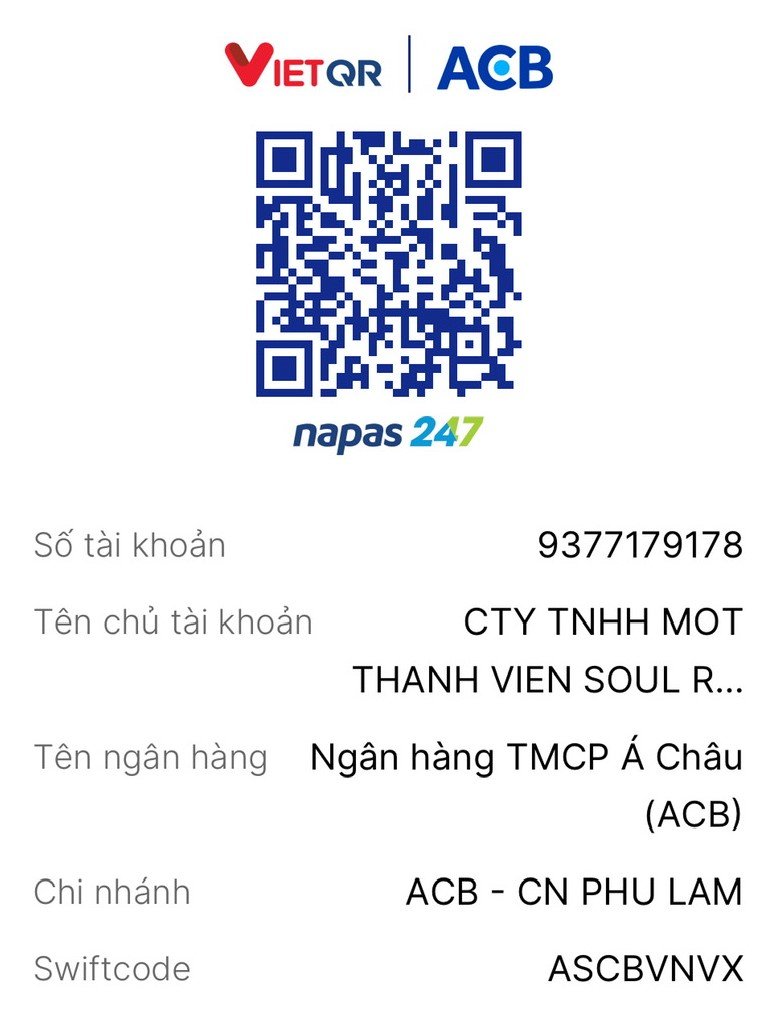 VIETQR | ACB
napas 247
Số tài khoản 9377179178
Tên chủ tài khoản CTY TNHH MOT
THANH VIEN SOUL R...
Tên ngân hàng Ngân hàng TMCP Á Châu
(ACB)
Chi nhánh ACB - CN PHU LAM
Swiftcode ASCBVNVX